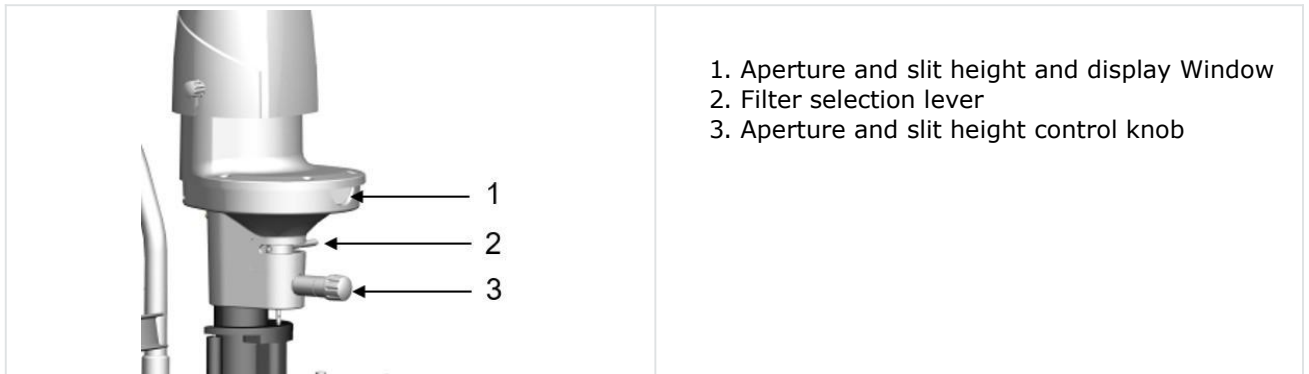 1
2
3
1. Aperture and slit height and display Window
2. Filter selection lever
3. Aperture and slit height control knob